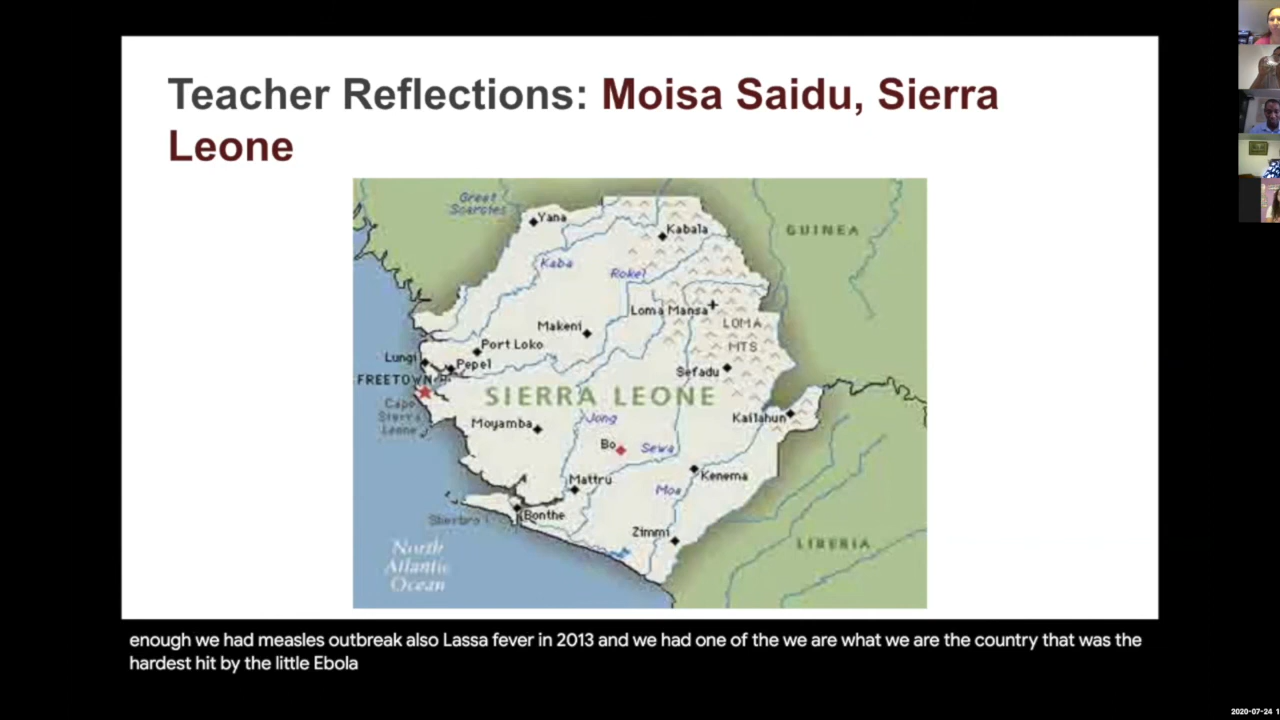 Teacher Reflections: Moisa Saidu, Sierra
Leone
Great
Scarcies
Yana
Kabala
GUINEA
Kaba
Rokel
Loma Mansa
LOMA
MTS
Makeni
Port Loko
Lungi
Pepel
Sefadu
FREETOWN
SIERRA LEONE
Cape
Sierra
Leone
Jong
Kailahun
Moyamba
Bo
Sewa
Mattru
Kenema
Moa
Sherbro I.
Bonthe
Zimmi
LIBERIA
North
Atlantic
Ocean
enough we had measles outbreak also Lassa fever in 2013 and we had one of the we are what we are the country that was the
hardest hit by the little Ebola
2020-07-24 1